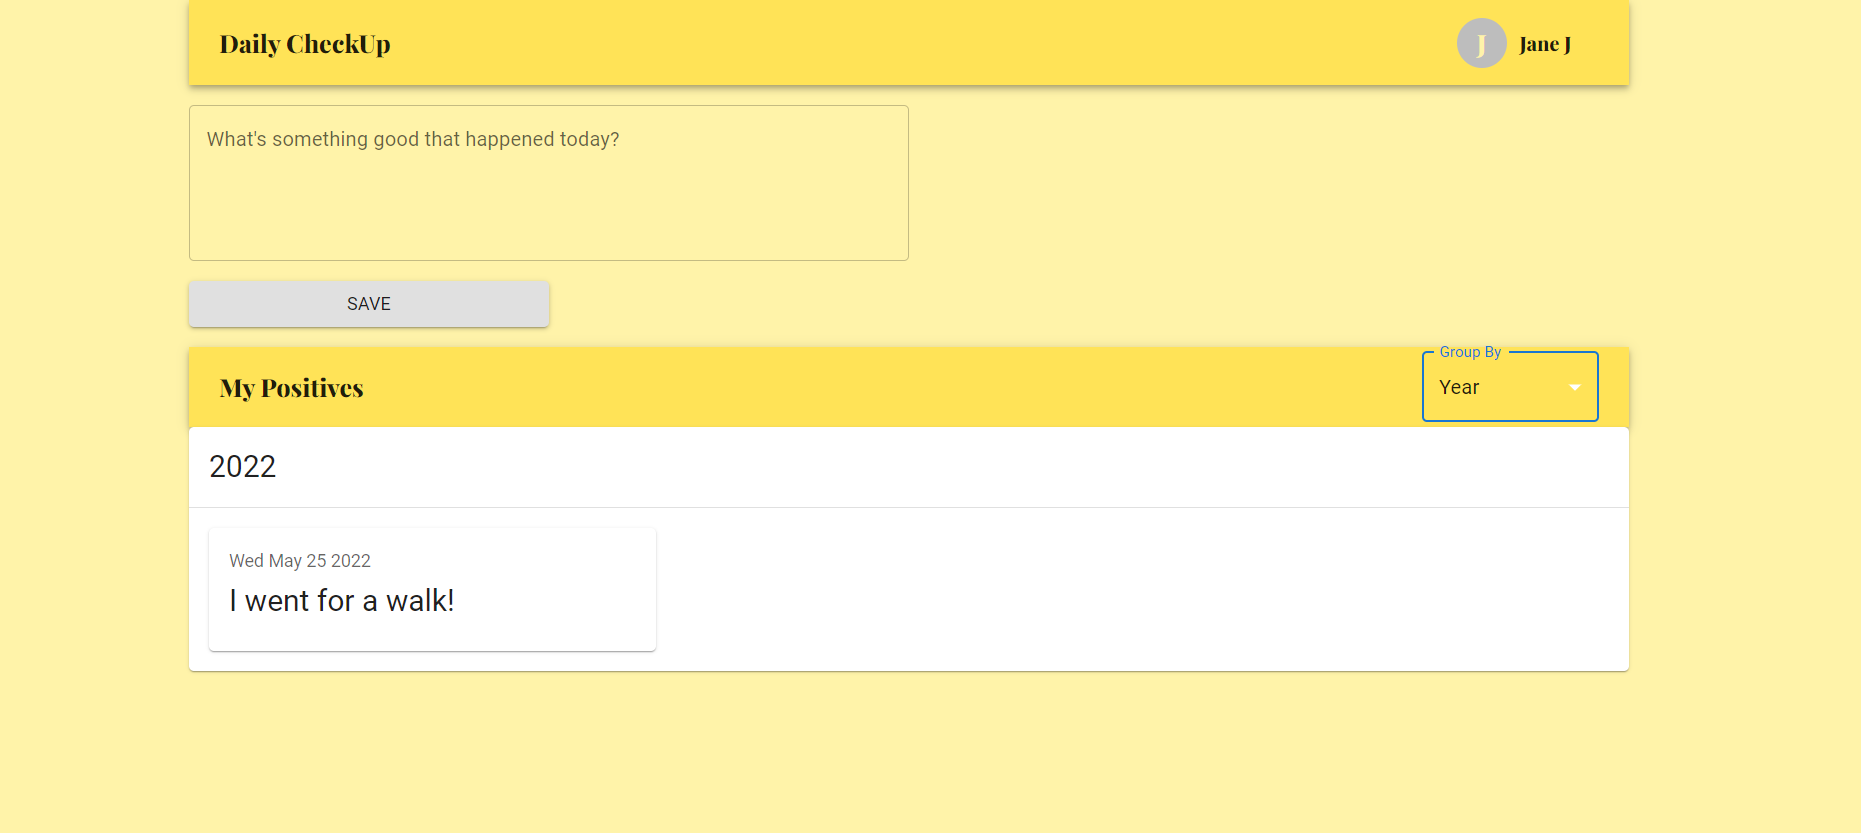 Daily CheckUp
J Jane J
What's something good that happened today?
SAVE
My Positives
Group By
Year
2022
Wed May 25 2022
I went for a walk!